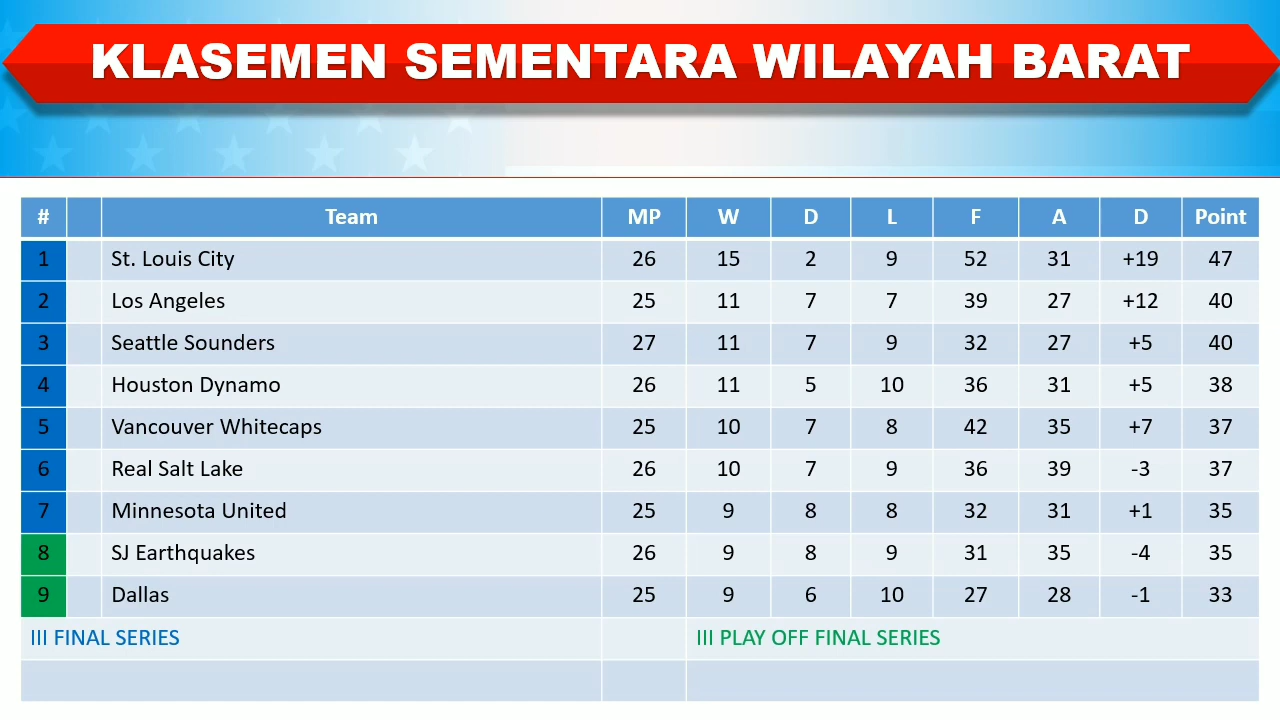 KLASEMEN SEMENTARA WILAYAH BARAT
# Team MP W D L F A D Point
1 St. Louis City 26 15 2 9 52 31 +19 47
2 Los Angeles 25 11 7 7 39 27 +12 40
3 Seattle Sounders 27 11 7 9 32 27 +5 40
4 Houston Dynamo 26 11 5 10 36 31 +5 38
5 Vancouver Whitecaps 25 10 7 8 42 35 +7 37
6 Real Salt Lake 26 10 7 9 36 39 -3 37
7 Minnesota United 25 9 8 8 32 31 +1 35
8 SJ Earthquakes 26 9 8 9 31 35 -4 35
9 Dallas 25 9 6 10 27 28 -1 33
III FINAL SERIES III PLAY OFF FINAL SERIES